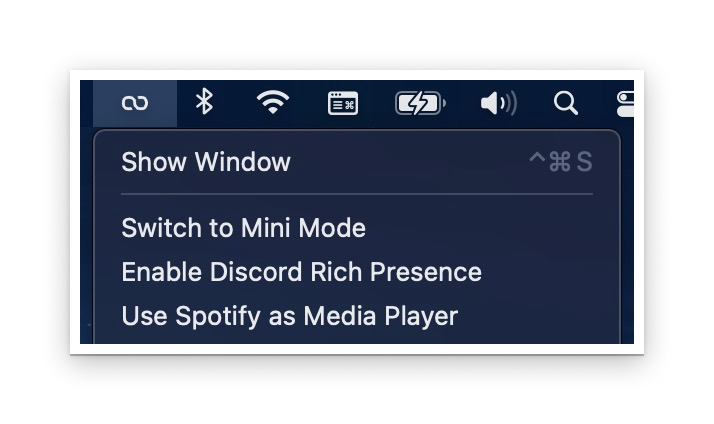 Show Window ^⌘S
Switch to Mini Mode
Enable Discord Rich Presence
Use Spotify as Media Player